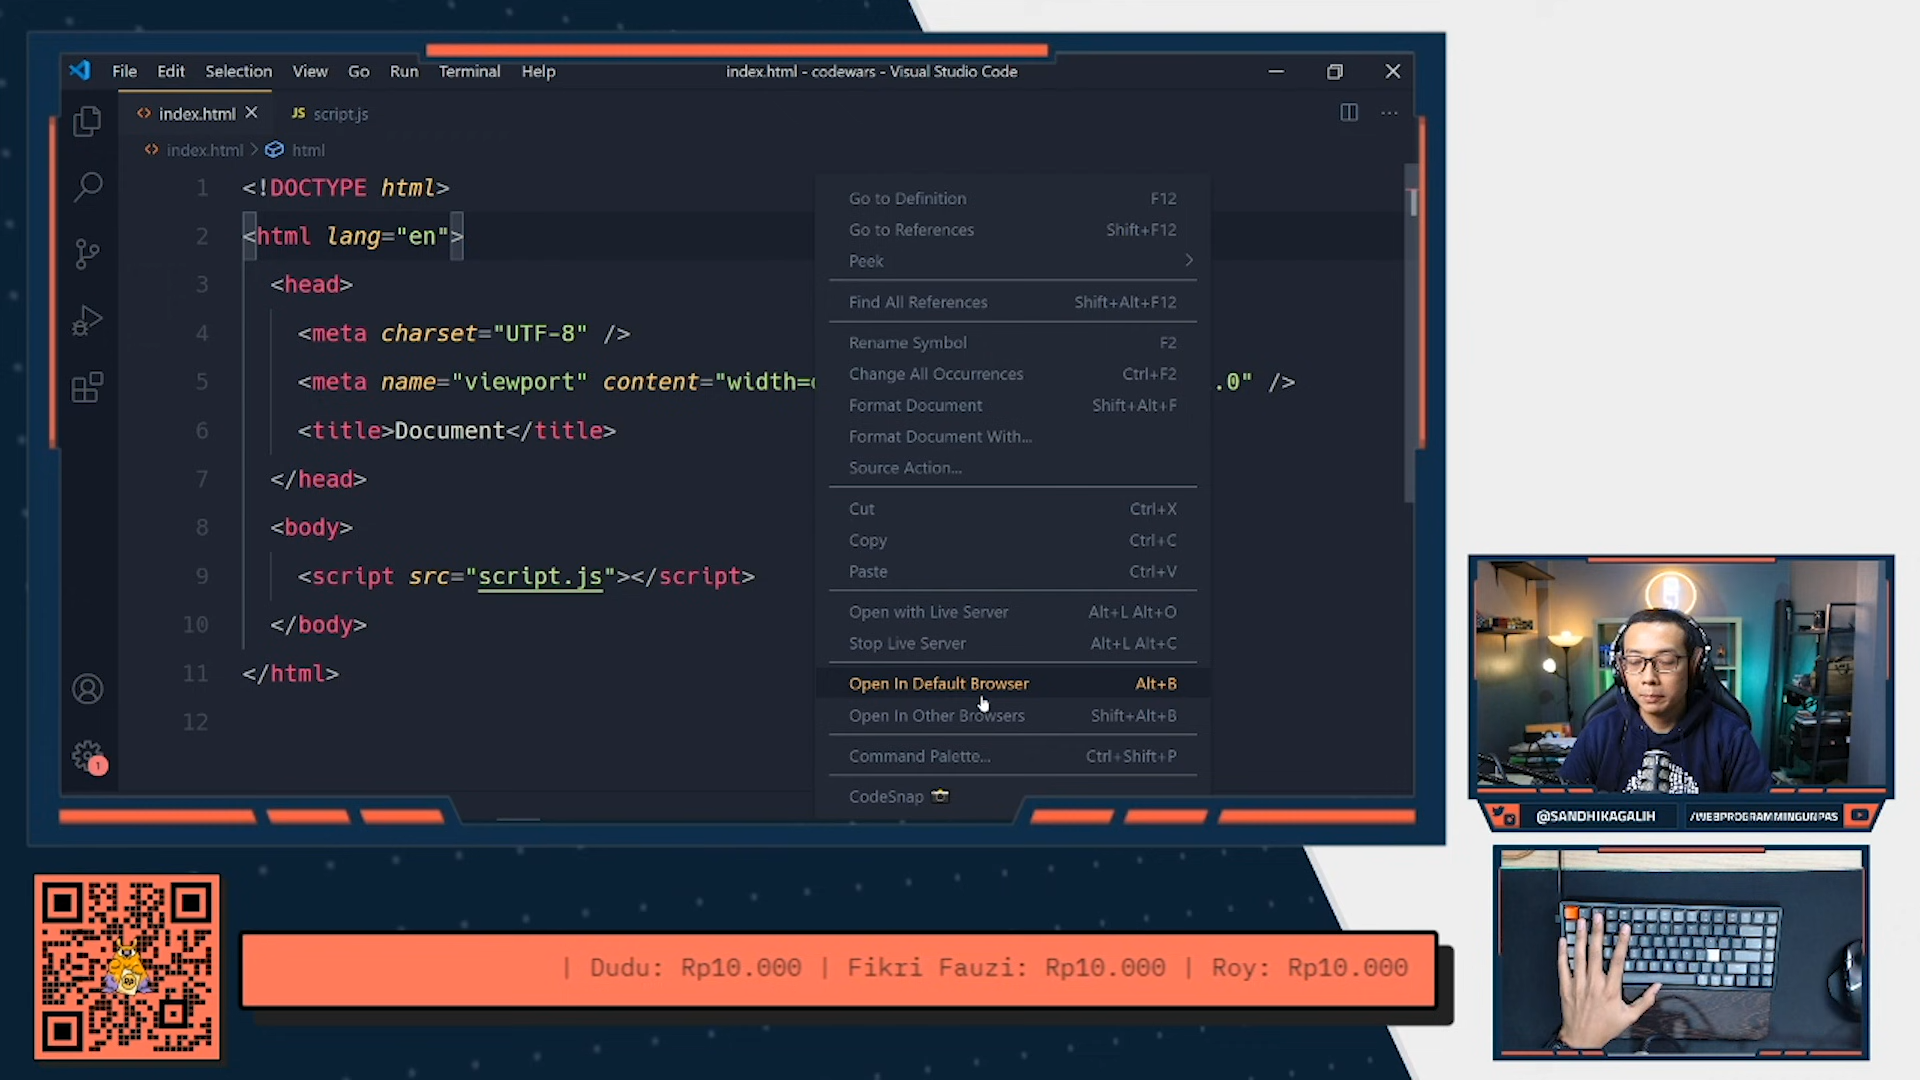 File Edit Selection View Go Run Terminal Help
index.html - codewars - Visual Studio Code
index.html
JS script.js
index.html > html
1 <!DOCTYPE html>
2 <html lang="en">
3 <head>
4 <meta charset="UTF-8" />
5 <meta name="viewport" content="width= .0" />
6 <title>Document</title>
7 </head>
8 <body>
9 <script src="script.js"></script>
10 </body>
11 </html>
12
Go to Definition F12
Go to References Shift+F12
Peek
Find All References Shift+Alt+F12
Rename Symbol F2
Change All Occurrences Ctrl+F2
Format Document Shift+Alt+F
Format Document With...
Source Action...
Cut Ctrl+X
Copy Ctrl+C
Paste Ctrl+V
Open with Live Server Alt+L Alt+O
Stop Live Server Alt+L Alt+C
Open In Default Browser Alt+B
Open In Other Browsers Shift+Alt+B
Command Palette... Ctrl+Shift+P
CodeSnap
1
@SANDHIKAGALIH
/WEBPROGRAMMINGUNPAS
| Dudu: Rp10.000 | Fikri Fauzi: Rp10.000 | Roy: Rp10.000